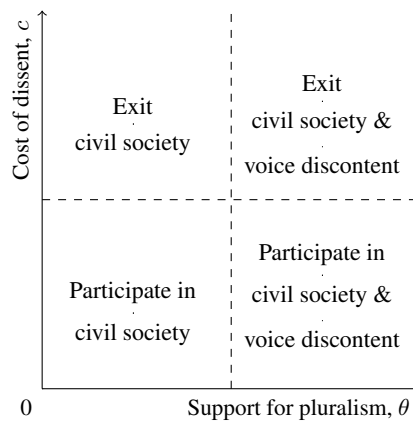 Cost of dissent, c
Exit
civil society
Exit
civil society &
voice discontent
Participate in
civil society
Participate in
civil society &
voice discontent
0
Support for pluralism, θ